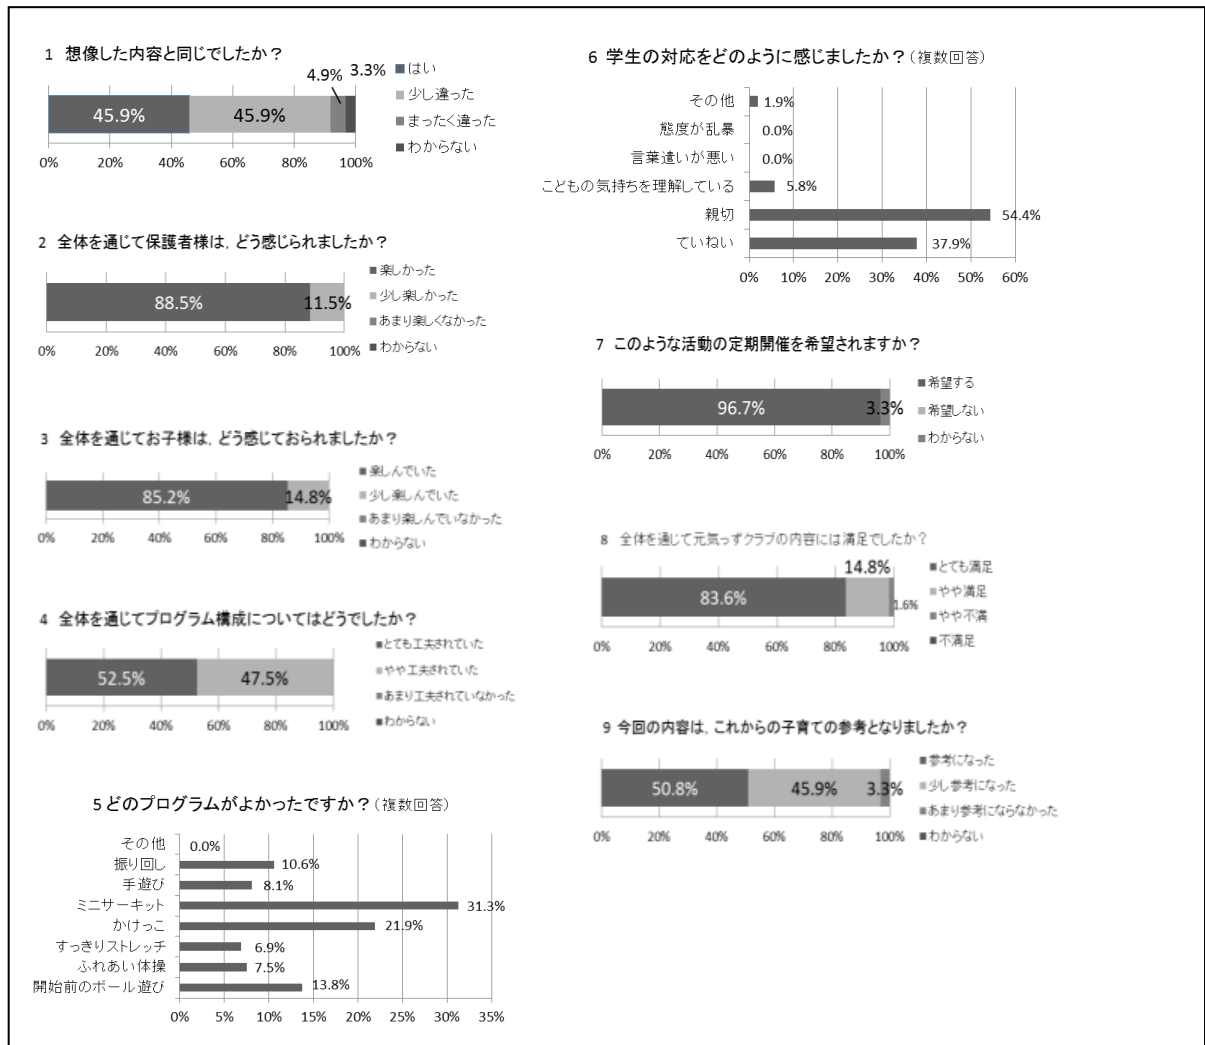 1 想像した内容と同じでしたか？
4.9% 3.3%
45.9% 45.9%
0% 20% 40% 60% 80% 100%
■はい
■少し違った
■まったく違った
■わからない
2 全体を通じて保護者様は，どう感じられましたか？
88.5% 11.5%
0% 20% 40% 60% 80% 100%
■楽しかった
■少し楽しかった
■あまり楽しくなかった
■わからない
3 全体を通じてお子様は，どう感じておられましたか？
85.2% 14.8%
0% 20% 40% 60% 80% 100%
■楽しんでいた
■少し楽しんでいた
■あまり楽しんでいなかった
■わからない
4 全体を通じてプログラム構成についてはどうでしたか？
52.5% 47.5%
0% 20% 40% 60% 80% 100%
■とても工夫されていた
■やや工夫されていた
■あまり工夫されていなかった
■わからない
5どのプログラムがよかったですか？（複数回答）
その他 0.0%
振り回し 10.6%
手遊び 8.1%
ミニサーキット 31.3%
かけっこ 21.9%
すっきりストレッチ 6.9%
ふれあい体操 7.5%
開始前のボール遊び 13.8%
0% 5% 10% 15% 20% 25% 30% 35%
6 学生の対応をどのように感じましたか？（複数回答）
その他 1.9%
態度が乱暴 0.0%
言葉遣いが悪い 0.0%
こどもの気持ちを理解している 5.8%
親切 54.4%
ていねい 37.9%
0% 10% 20% 30% 40% 50% 60%
7 このような活動の定期開催を希望されますか？
96.7% 3.3%
0% 20% 40% 60% 80% 100%
■希望する
■希望しない
■わからない
8 全体を通じて元気っずクラブの内容には満足でしたか？
14.8%
83.6% 1.6%
0% 20% 40% 60% 80% 100%
■とても満足
■やや満足
■やや不満
■不満足
9 今回の内容は，これからの子育ての参考となりましたか？
50.8% 45.9% 3.3%
0% 20% 40% 60% 80% 100%
■参考になった
■少し参考になった
■あまり参考にならなかった
■わからない